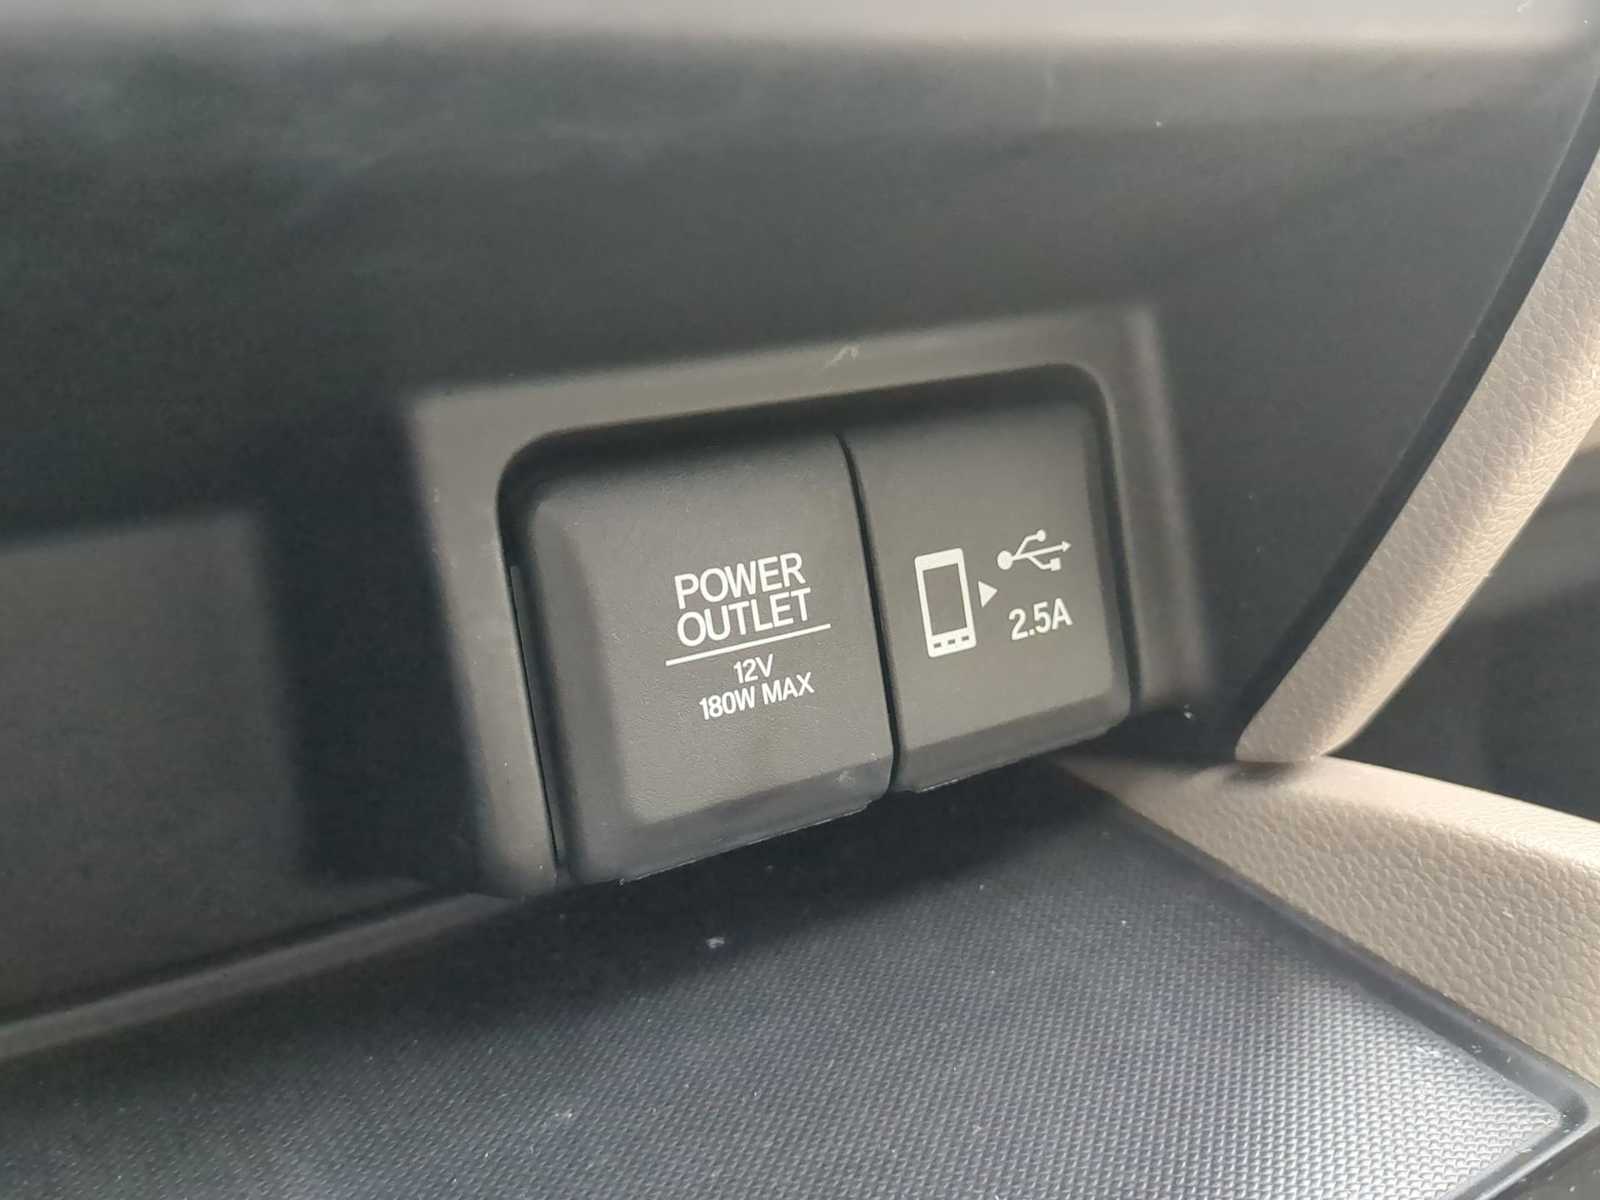 POWER
OUTLET
12V
180W MAX
2.5A